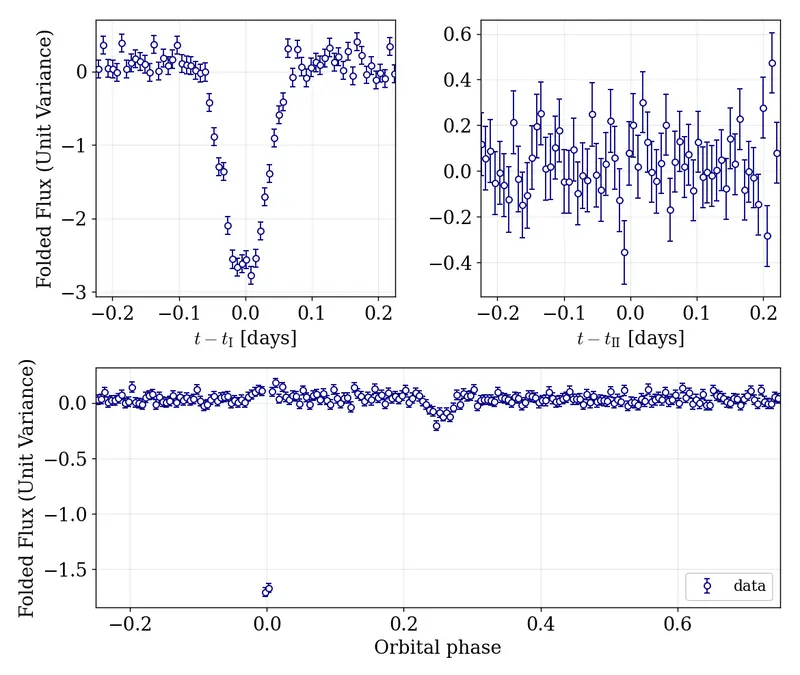 Folded Flux (Unit Variance)
0
−1
−2
−3
−0.2 −0.1 0.0 0.1 0.2
t − tI [days]
0.6
0.4
0.2
0.0
−0.2
−0.4
−0.2 −0.1 0.0 0.1 0.2
t − tII [days]
Folded Flux (Unit Variance)
0.0
−0.5
−1.0
−1.5
−0.2 0.0 0.2 0.4 0.6
Orbital phase
data